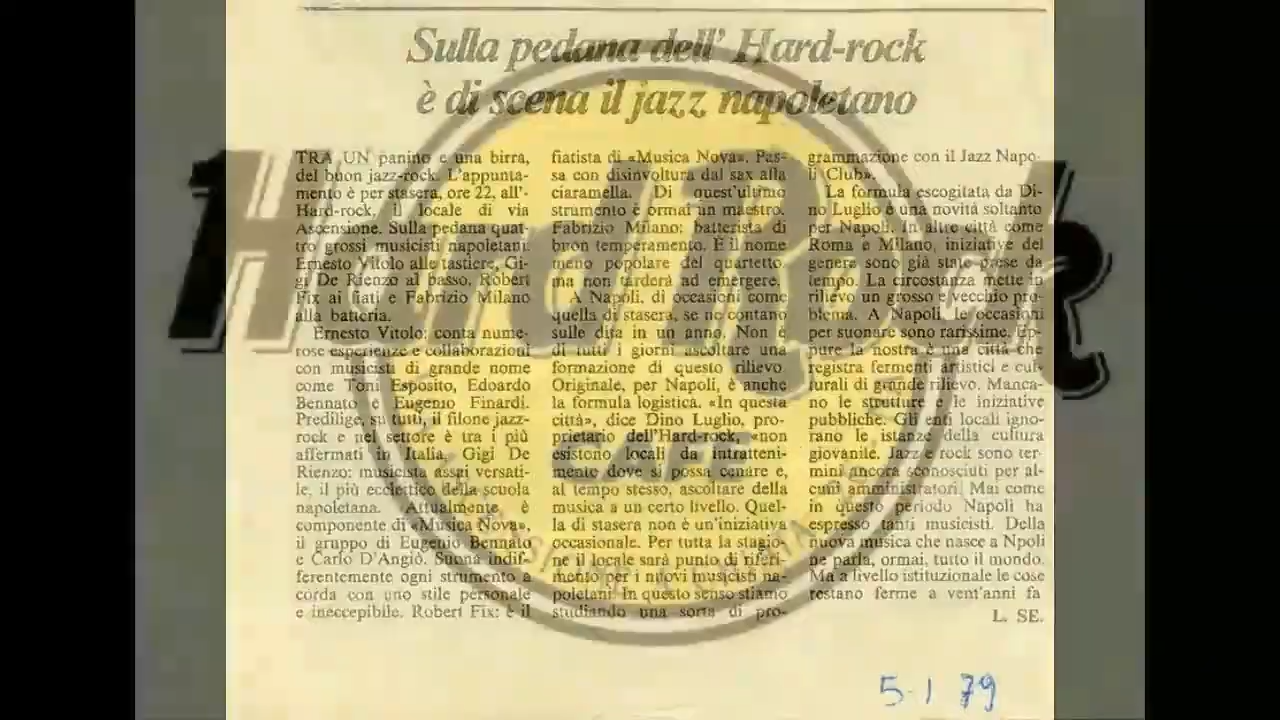 Sulla pedana dell' Hard-rock
è di scena il jazz napoletano
TRA UN panino e una birra,
del buon jazz-rock. L'appunta-
mento è per stasera, ore 22, all'-
Hard-rock, il locale di via
Ascensione. Sulla pedana quat-
tro grossi musicisti napoletani.
Ernesto Vitolo alle tastiere, Gi-
gi De Rienzo al basso, Robert
Fix ai fiati e Fabrizio Milano
alla batteria.
Ernesto Vitolo: conta nume-
rose esperienze e collaborazioni
con musicisti di grande nome
come Toni Esposito, Edoardo
Bennato e Eugenio Finardi.
Predilige, su tutti, il filone jazz-
rock e nel settore è tra i più
affermati in Italia, Gigi De
Rienzo: musicista assai versati-
le, il più ecclettico della scuola
napoletana. Attualmente è
componente di «Musica Nova»,
il gruppo di Eugenio Bennato
e Carlo D'Angiò. Suona indif-
ferentemente ogni strumento a
corda con uno stile personale
e ineccepibile. Robert Fix: è il
fiatista di «Musica Nova». Pas-
sa con disinvoltura dal sax alla
ciaramella. Di quest'ultimo
strumento è ormai un maestro.
Fabrizio Milano: batterista di
buon temperamento. È il nome
meno popolare del quartetto,
ma non tarderà ad emergere.
A Napoli, di occasioni come
quella di stasera, se ne contano
sulle dita in un anno. Non è
di tutti i giorni ascoltare una
formazione di questo rilievo.
Originale, per Napoli, è anche
la formula logistica. «In questa
città», dice Dino Luglio, pro-
prietario dell'Hard-rock, «non
esistono locali da intratteni-
mento dove si possa cenare e,
al tempo stesso, ascoltare della
musica a un certo livello. Quel-
la di stasera non è un'iniziativa
occasionale. Per tutta la stagio-
ne il locale sarà punto di riferi-
mento per i nuovi musicisti na-
poletani. In questo senso stiamo
studiando una sorta di pro-
grammazione con il Jazz Napo-
li Club».
La formula escogitata da Di-
no Luglio è una novità soltanto
per Napoli. In altre città come
Roma e Milano, iniziative del
genere sono già state prese da
tempo. La circostanza mette in
rilievo un grosso e vecchio pro-
blema. A Napoli, le occasioni
per suonare sono rarissime. Ep-
pure la nostra è una città che
registra fermenti artistici e cul-
turali di grande rilievo. Manca-
no le strutture e le iniziative
pubbliche. Gli enti locali igno-
rano le istanze della cultura
giovanile. Jazz e rock sono ter-
mini ancora sconosciuti per al-
cuni amministratori. Mai come
in questo periodo Napoli ha
espresso tanti musicisti. Della
nuova musica che nasce a Npoli
ne parla, ormai, tutto il mondo.
Ma a livello istituzionale le cose
restano ferme a vent'anni fa
L. SE.
5-1 79
Hard Rock
CAFE